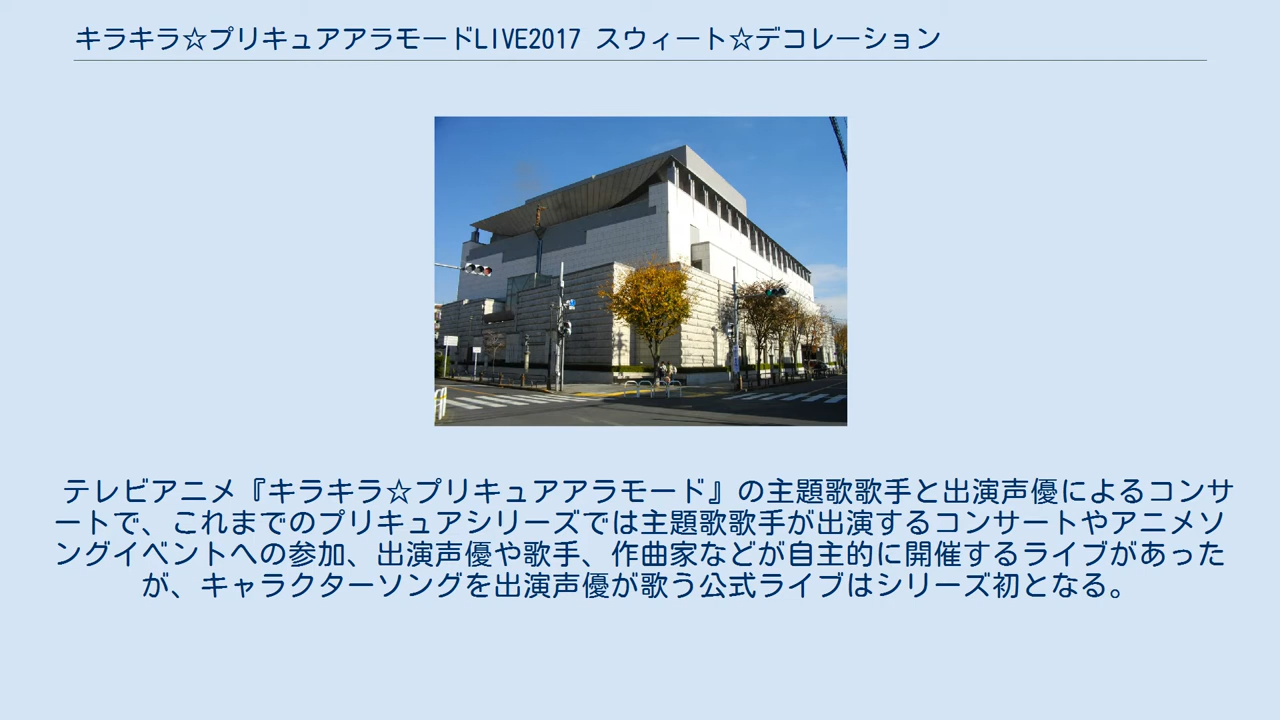 キラキラ☆プリキュアアラモードLIVE2017 スウィート☆デコレーション
テレビアニメ『キラキラ☆プリキュアアラモード』の主題歌歌手と出演声優によるコンサ
ートで、これまでのプリキュアシリーズでは主題歌歌手が出演するコンサートやアニメソ
ングイベントへの参加、出演声優や歌手、作曲家などが自主的に開催するライブがあった
が、キャラクターソングを出演声優が歌う公式ライブはシリーズ初となる。